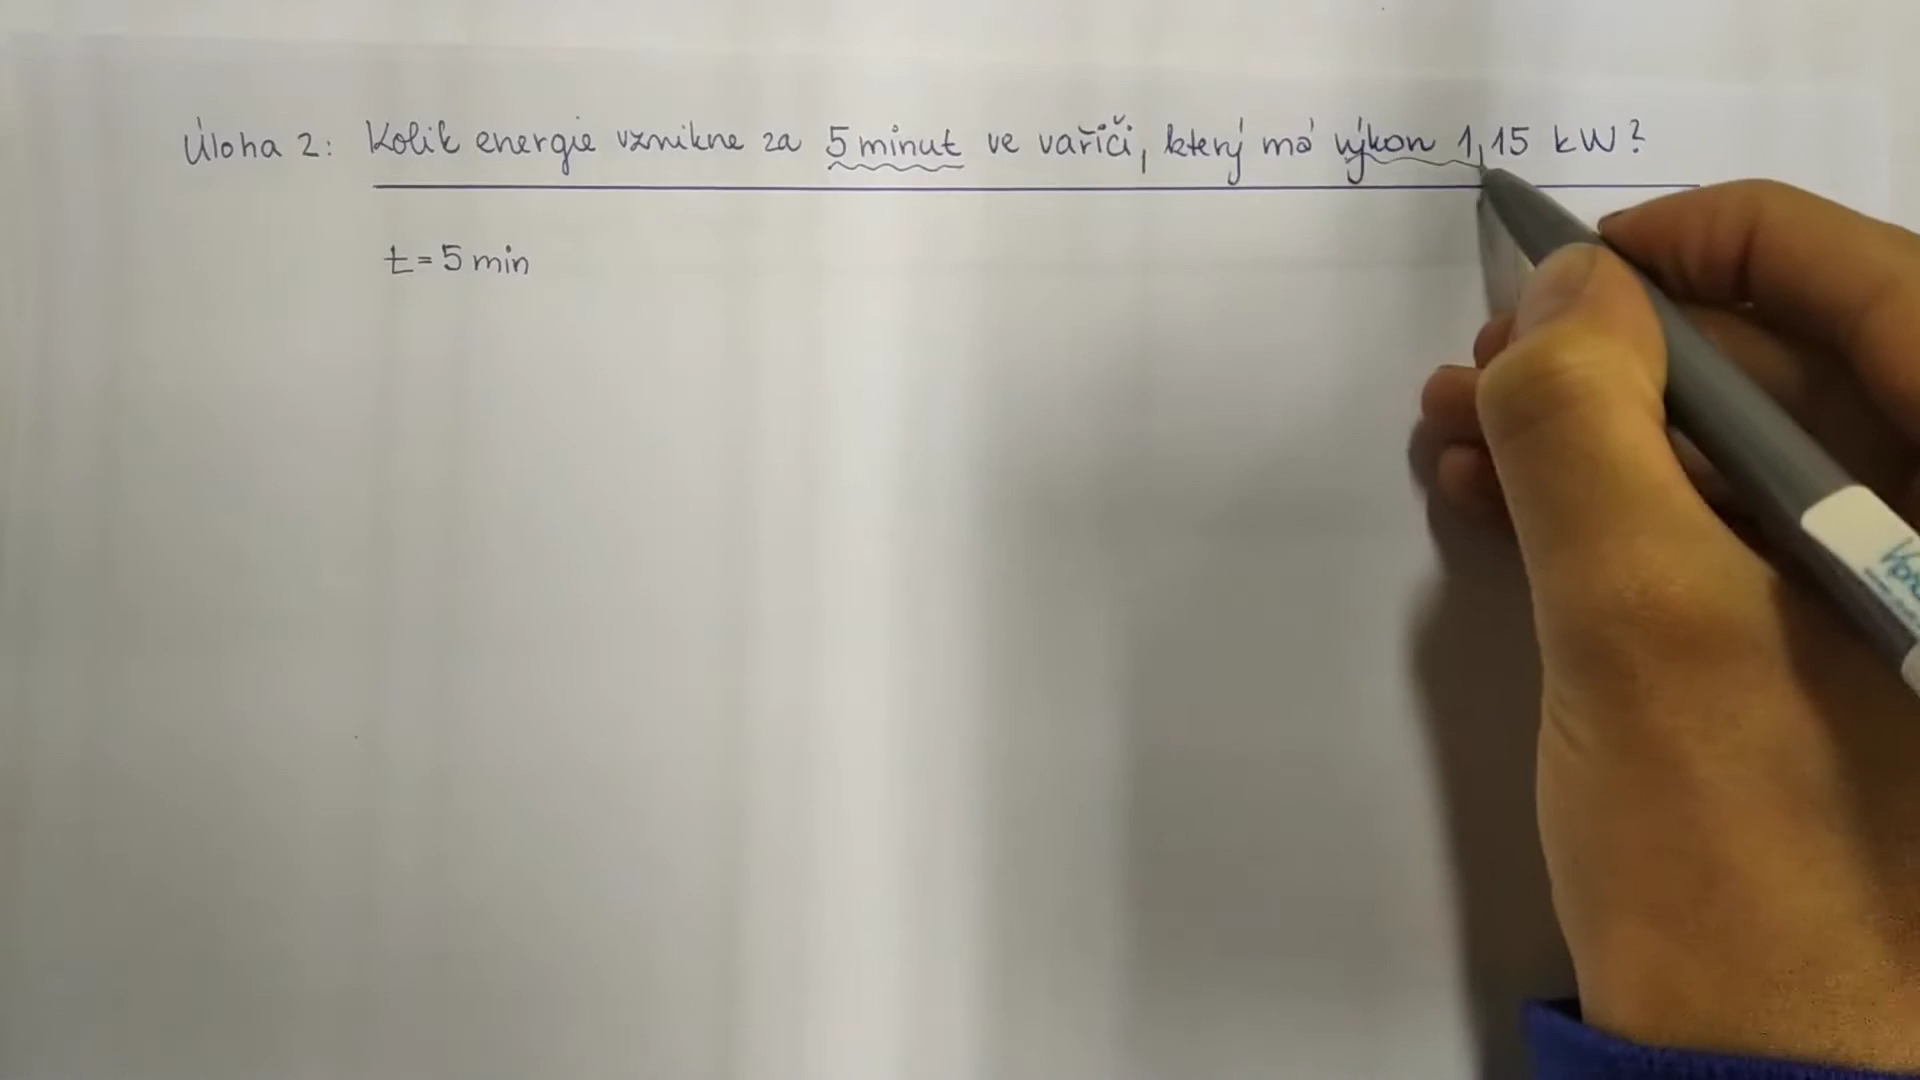 Úloha 2: Kolik energie vznikne za 5 minut ve vařiči, který má výkon 1,15 kW?
t = 5 min